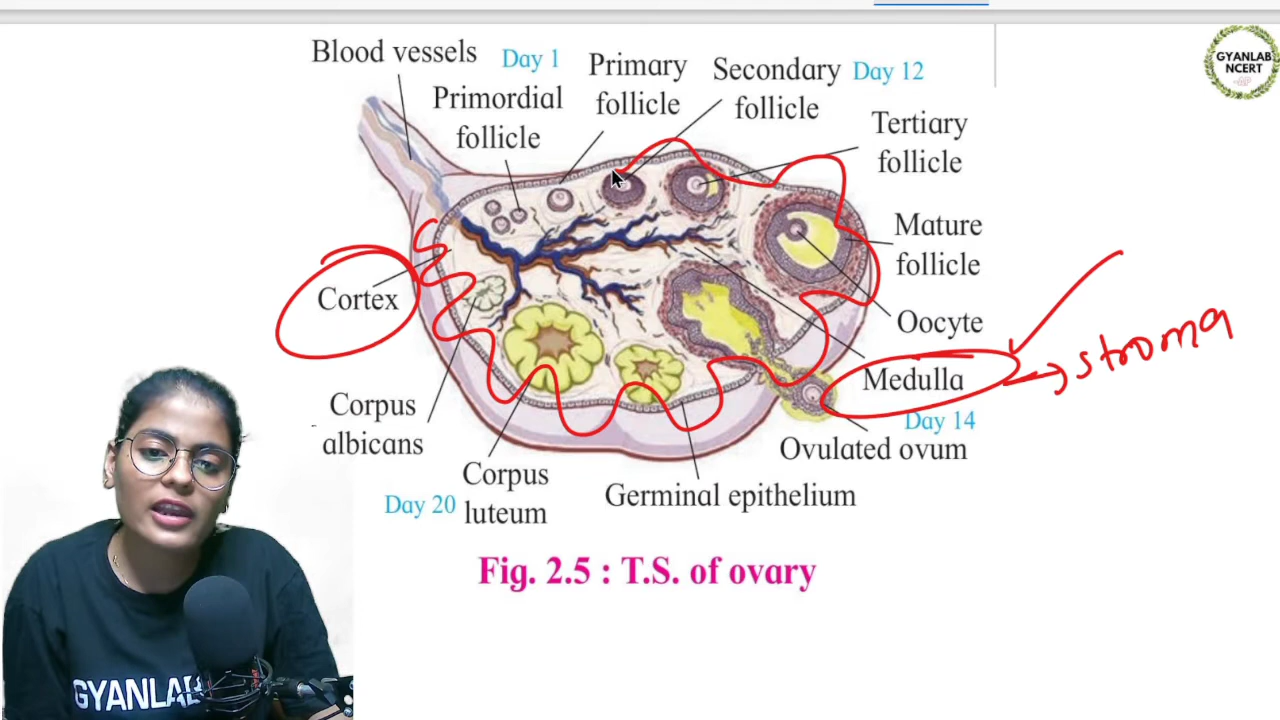 Blood vessels
Day 1
Primary
follicle
Secondary
follicle
Day 12
Primordial
follicle
Tertiary
follicle
Mature
follicle
Cortex
Oocyte
stroma
Medulla
Day 14
Corpus
albicans
Ovulated ovum
Corpus
luteum
Day 20
Germinal epithelium
Fig. 2.5 : T.S. of ovary
GYANLAB
NCERT
GYANLAB